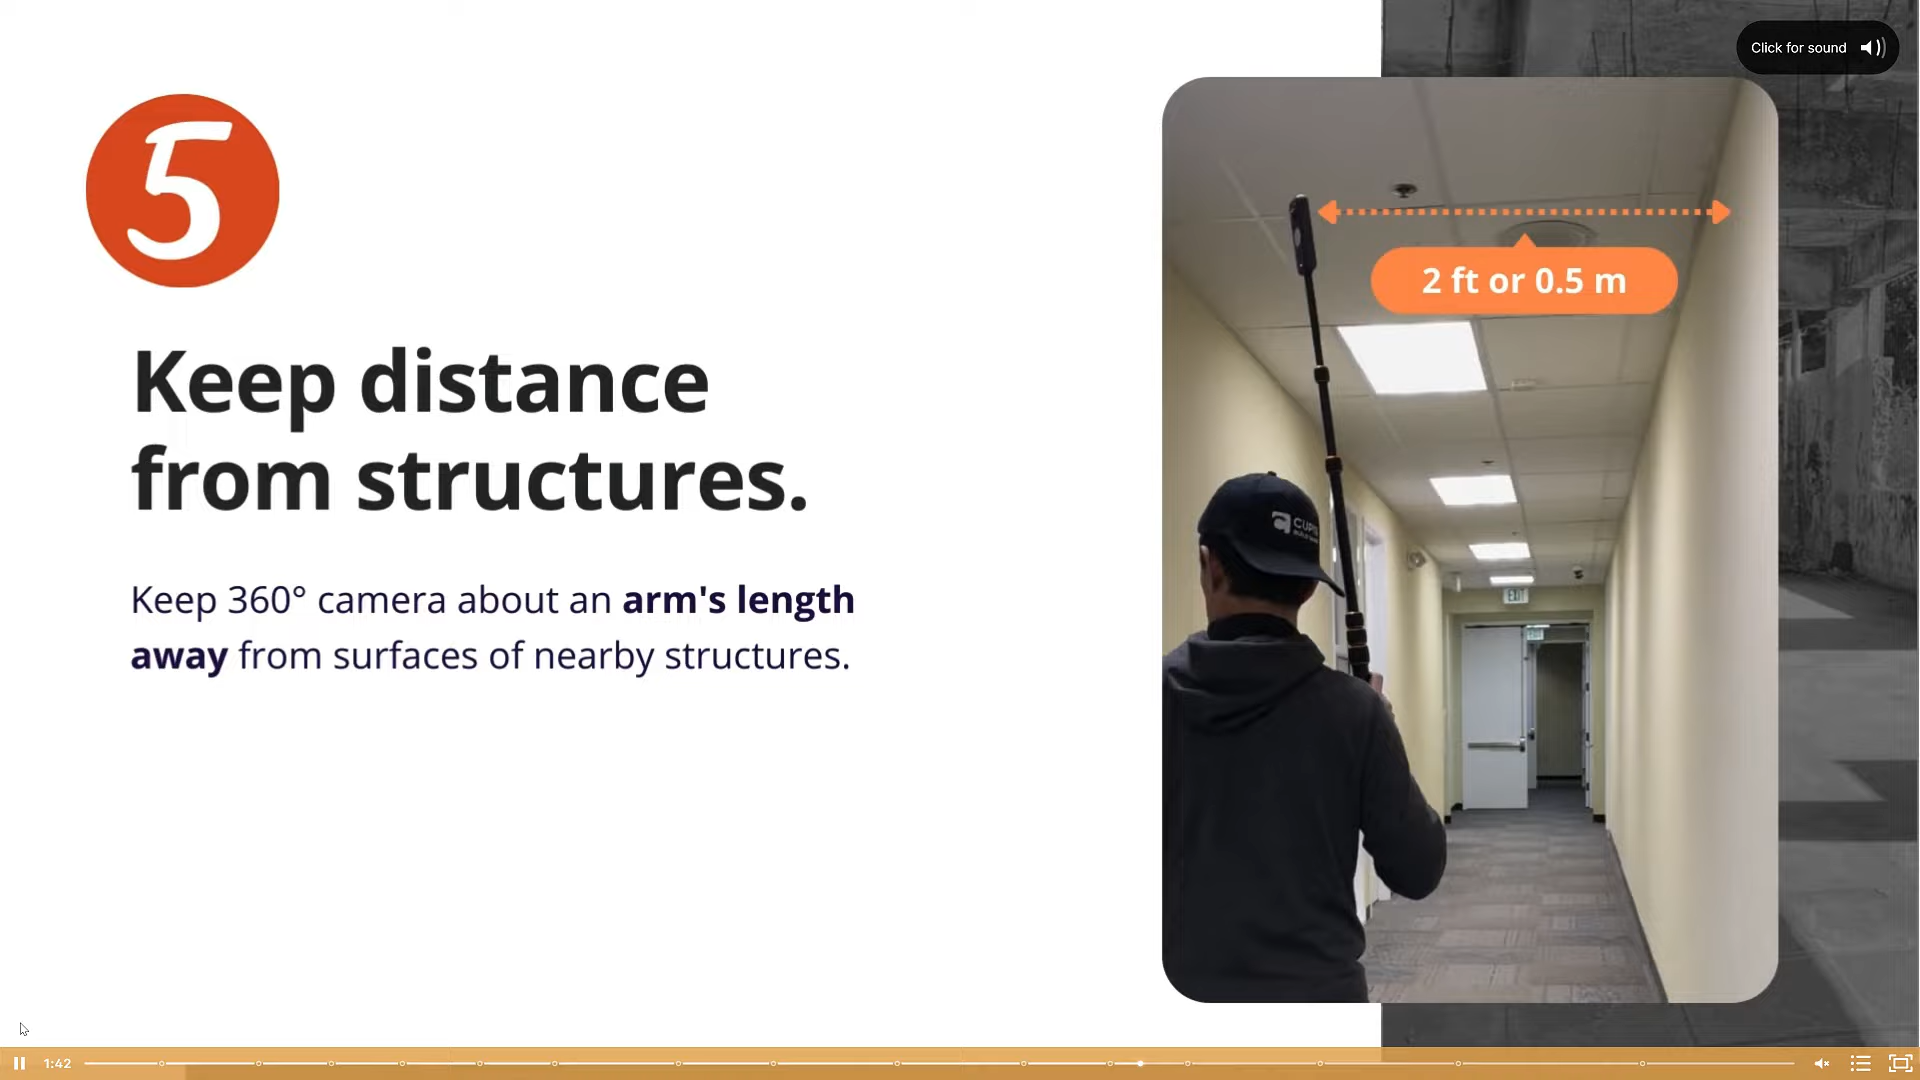 Click for sound
5
2 ft or 0.5 m
Keep distance
from structures.
Keep 360° camera about an arm's length
away from surfaces of nearby structures.
EXIT
1:42